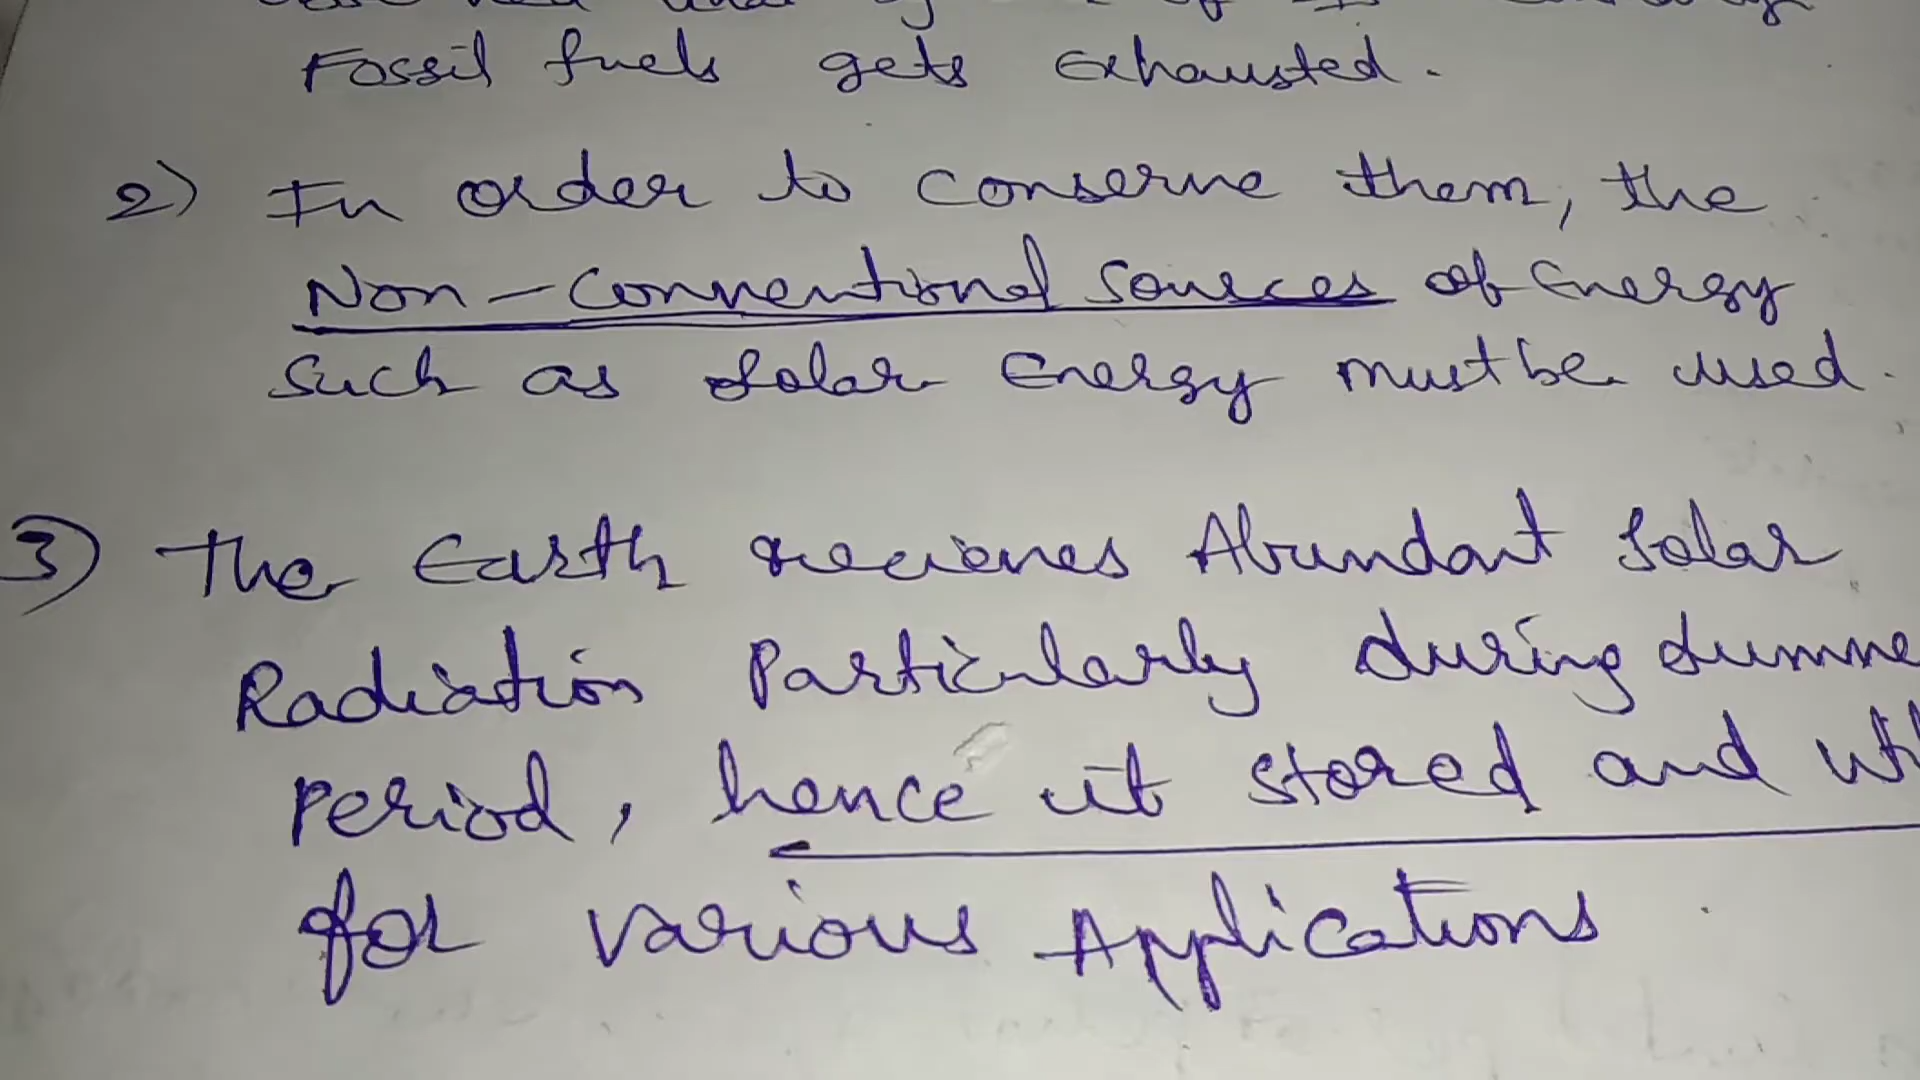 Fossil fuels gets Exhausted.
2) In order to conserve them, the
Non-Conventional Sources of Energy
such as Solar Energy must be used.
3) The Earth recieves Abundant Solar
Radiation Particularly during
Period, hence it stored and
for various Applications